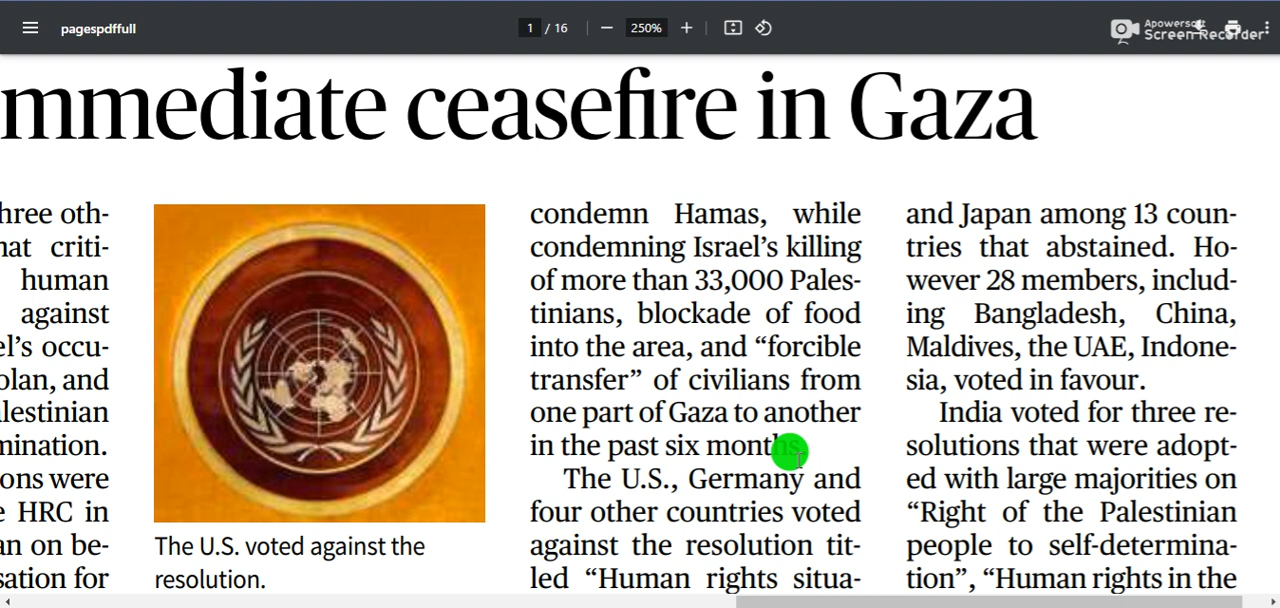 pagespdffull
1 / 16
250%
Apowersoft
Screen Recorder
mmediate ceasefire in Gaza
hree oth-
hat criti-
human
against
el’s occu-
olan, and
alestinian
mination.
ons were
e HRC in
an on be-
sation for
The U.S. voted against the
resolution.
condemn Hamas, while
condemning Israel’s killing
of more than 33,000 Pales-
tinians, blockade of food
into the area, and “forcible
transfer” of civilians from
one part of Gaza to another
in the past six months.
The U.S., Germany and
four other countries voted
against the resolution tit-
led “Human rights situa-
and Japan among 13 coun-
tries that abstained. Ho-
wever 28 members, includ-
ing Bangladesh, China,
Maldives, the UAE, Indone-
sia, voted in favour.
India voted for three re-
solutions that were adopt-
ed with large majorities on
“Right of the Palestinian
people to self-determina-
tion”, “Human rights in the